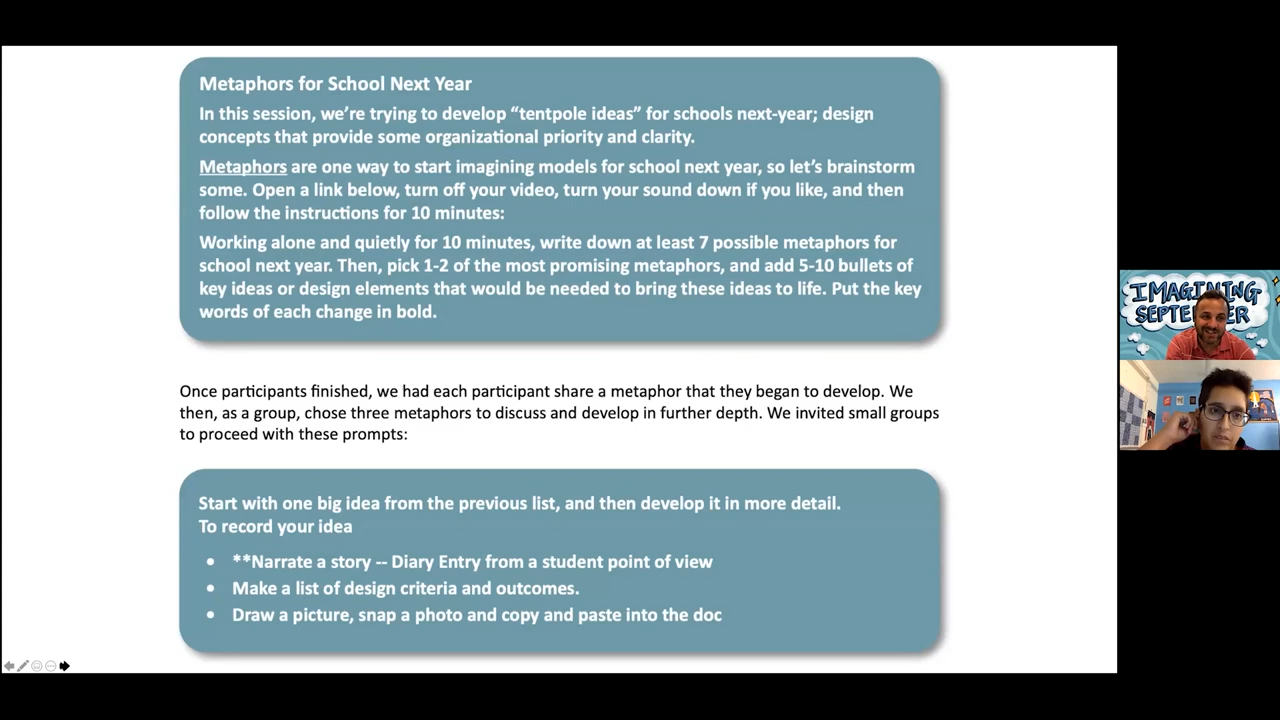 Metaphors for School Next Year
In this session, we're trying to develop "tentpole ideas" for schools next-year; design
concepts that provide some organizational priority and clarity.
Metaphors are one way to start imagining models for school next year, so let's brainstorm
some. Open a link below, turn off your video, turn your sound down if you like, and then
follow the instructions for 10 minutes:
Working alone and quietly for 10 minutes, write down at least 7 possible metaphors for
school next year. Then, pick 1-2 of the most promising metaphors, and add 5-10 bullets of
key ideas or design elements that would be needed to bring these ideas to life. Put the key
words of each change in bold.
Once participants finished, we had each participant share a metaphor that they began to develop. We
then, as a group, chose three metaphors to discuss and develop in further depth. We invited small groups
to proceed with these prompts:
Start with one big idea from the previous list, and then develop it in more detail.
To record your idea
• **Narrate a story -- Diary Entry from a student point of view
• Make a list of design criteria and outcomes.
• Draw a picture, snap a photo and copy and paste into the doc
IMAGINING
SEPTEMBER